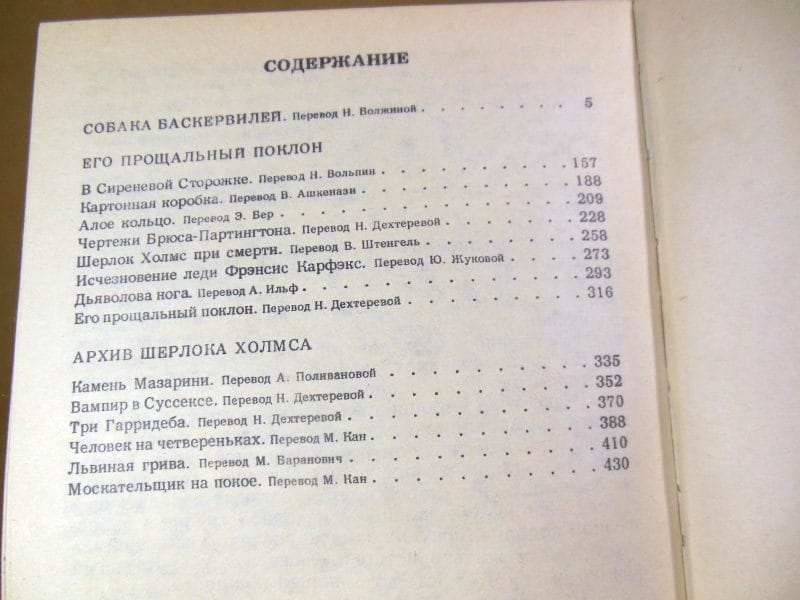 СОДЕРЖАНИЕ
СОБАКА БАСКЕРВИЛЕЙ. Перевод Н. Волжиной . . . . . . . . 5
ЕГО ПРОЩАЛЬНЫЙ ПОКЛОН
В Сиреневой Сторожке. Перевод Н. Вольпин . . . . . . . . . 157
Картонная коробка. Перевод В. Ашкенази . . . . . . . . . . 188
Алое кольцо. Перевод Э. Бер . . . . . . . . . . . . 209
Чертежи Брюса-Партингтона. Перевод Н. Дехтеревой . . . . . . 228
Шерлок Холмс при смерти. Перевод В. Штенгель . . . . . . . 258
Исчезновение леди Фрэнсис Карфэкс. Перевод Ю. Жуковой . . . . 273
Дьяволова нога. Перевод А. Ильф . . . . . . . . . . . . 293
Его прощальный поклон. Перевод Н. Дехтеревой . . . . . . . . 316
АРХИВ ШЕРЛОКА ХОЛМСА
Камень Мазарини. Перевод А. Поливановой . . . . . . . . . 335
Вампир в Суссексе. Перевод Н. Дехтеревой . . . . . . . . . 352
Три Гарридеба. Перевод Н. Дехтеревой . . . . . . . . . . 370
Человек на четвереньках. Перевод М. Кан . . . . . . . . . 388
Львиная грива. Перевод М. Баранович . . . . . . . . . . 410
Москательщик на покое. Перевод М. Кан . . . . . . . . . 430